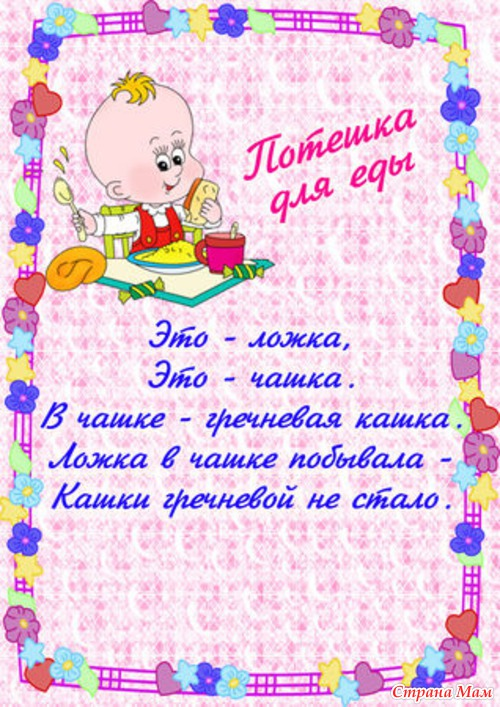 Потешка
для еды
Это - ложка,
Это - чашка.
В чашке - гречневая кашка.
Ложка в чашке побывала -
Кашки гречневой не стало.
Страна Мам